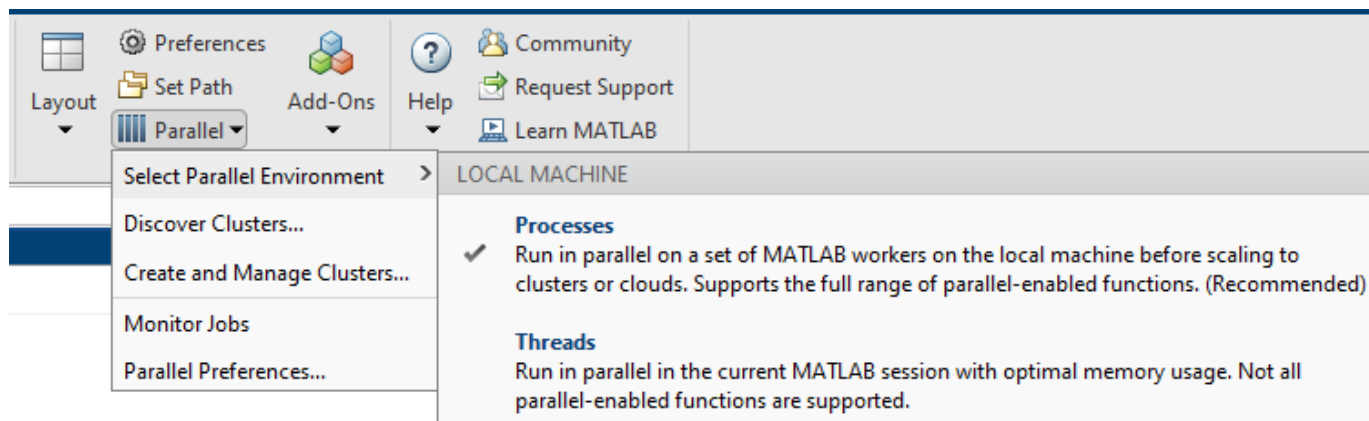 Layout
Preferences
Set Path
Parallel
Add-Ons
Help
Community
Request Support
Learn MATLAB
Select Parallel Environment
Discover Clusters...
Create and Manage Clusters...
Monitor Jobs
Parallel Preferences...
LOCAL MACHINE
Processes
Run in parallel on a set of MATLAB workers on the local machine before scaling to
clusters or clouds. Supports the full range of parallel-enabled functions. (Recommended)
Threads
Run in parallel in the current MATLAB session with optimal memory usage. Not all
parallel-enabled functions are supported.